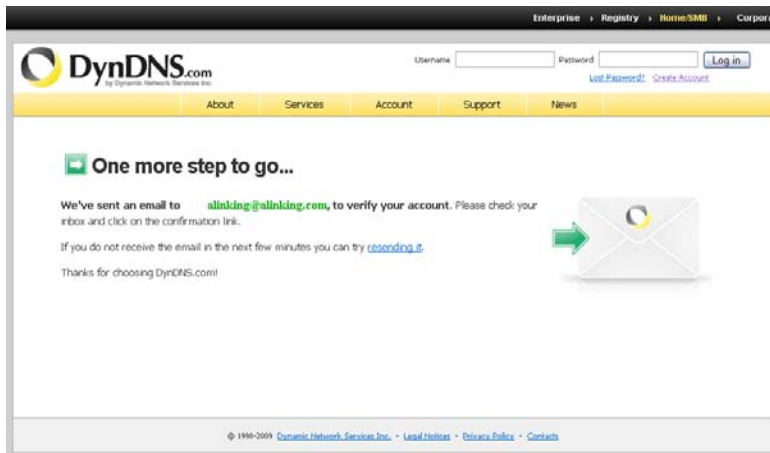 Enterprise › Registry › Home/SMB › Corpora
DynDNS.com
by Dynamic Network Services Inc.
Username Password Log in
Lost Password? Create Account
About Services Account Support News
One more step to go...
We've sent an email to alinking@alinking.com, to verify your account. Please check your
inbox and click on the confirmation link.
If you do not receive the email in the next few minutes you can try resending it.
Thanks for choosing DynDNS.com!
© 1998-2009 Dynamic Network Services Inc. - Legal Notices - Privacy Policy - Contacts